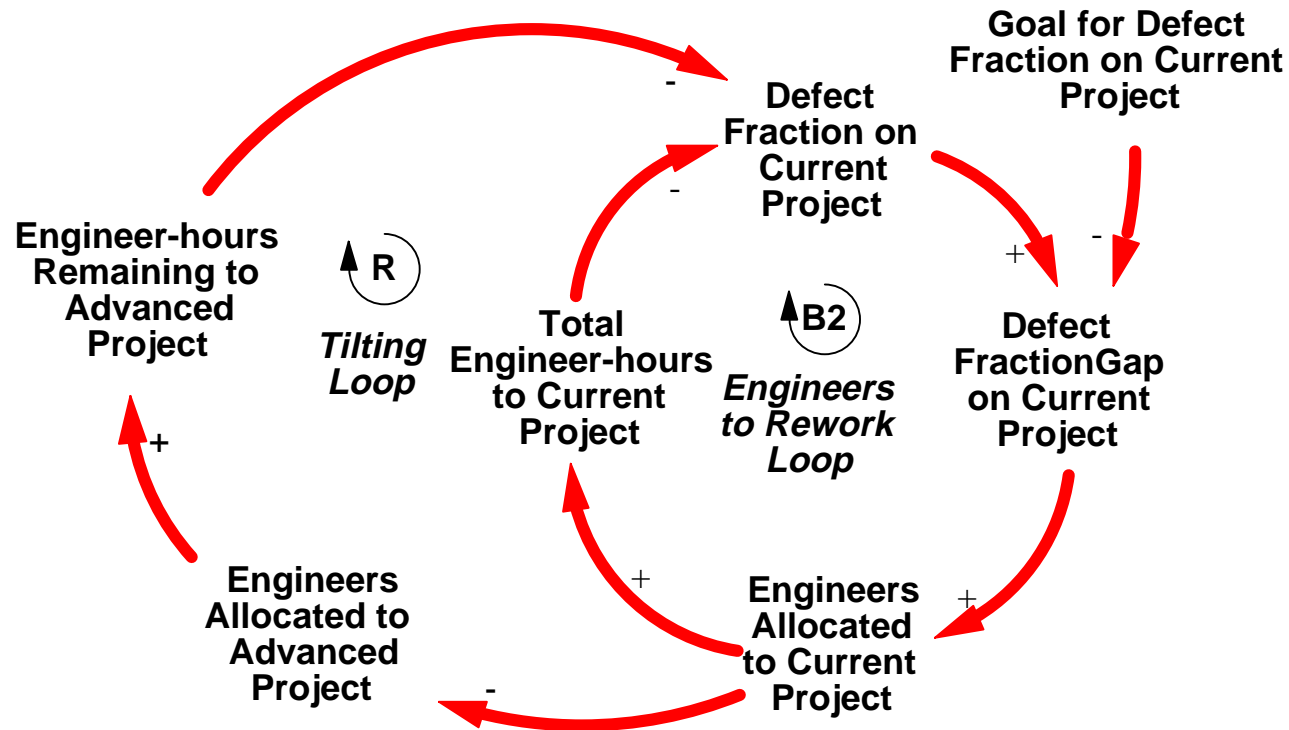 Goal for Defect
Fraction on Current
Project
-
Defect
Fraction on
Current
Project
-
-
+
Engineer-hours
Remaining to
Advanced
Project
R
Tilting
Loop
Total
Engineer-hours
to Current
Project
B2
Engineers
to Rework
Loop
Defect
FractionGap
on Current
Project
+
+
+
Engineers
Allocated to
Advanced
Project
-
Engineers
Allocated
to Current
Project